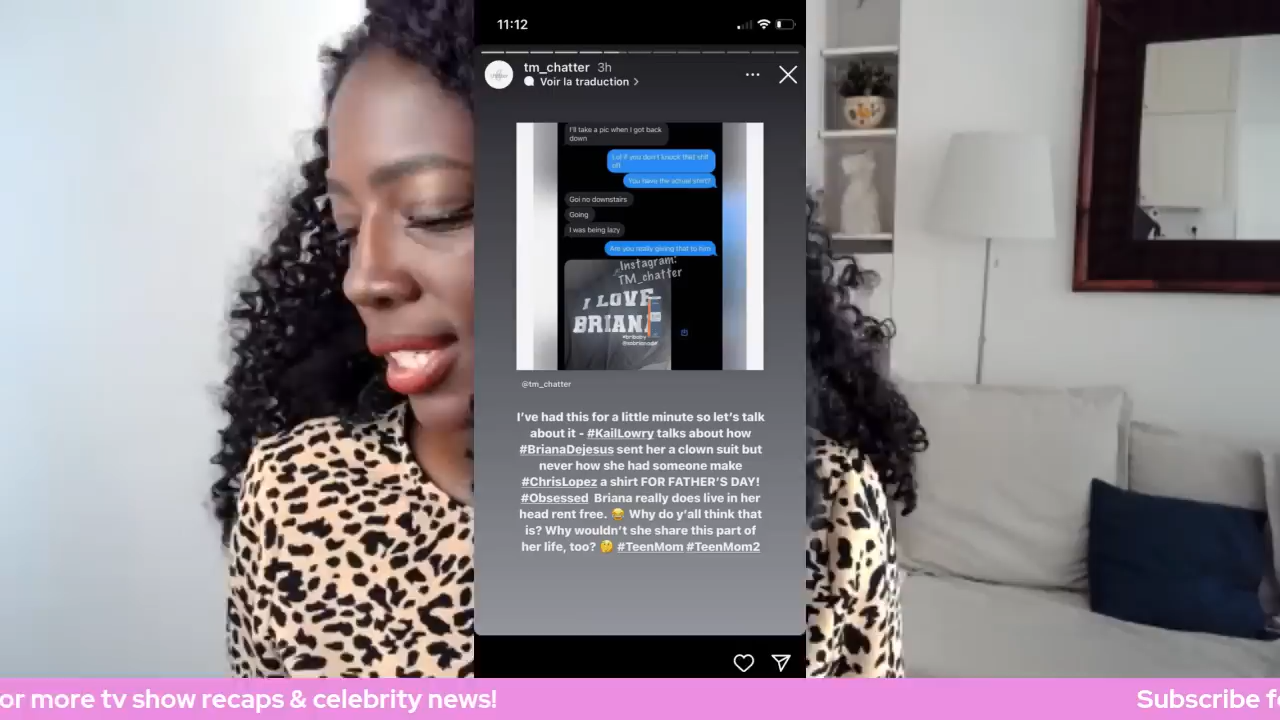 11:12
tm_chatter 3h
Voir la traduction
I'll take a pic when I got back
down
Lol if you don't knock that shit
off
You have the actual shirt?
Goi no downstairs
Going
I was being lazy
Are you really giving that to him
Instagram:
TM_chatter
I LOVE
BRIANA
@tm_chatter
I've had this for a little minute so let's talk
about it - #KailLowry talks about how
#BrianaDejesus sent her a clown suit but
never how she had someone make
#ChrisLopez a shirt FOR FATHER'S DAY!
#Obsessed Briana really does live in her
head rent free. 😂 Why do y'all think that
is? Why wouldn't she share this part of
her life, too? 🤔 #TeenMom #TeenMom2
or more tv show recaps & celebrity news!
Subscribe fo